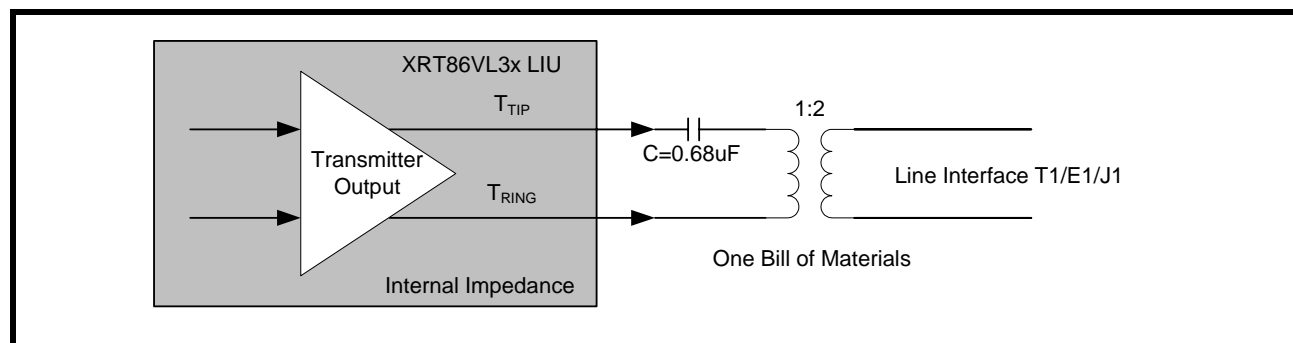 XRT86VL3x LIU
TTIP
1:2
C=0.68uF
Transmitter
Output
Line Interface T1/E1/J1
TRING
One Bill of Materials
Internal Impedance